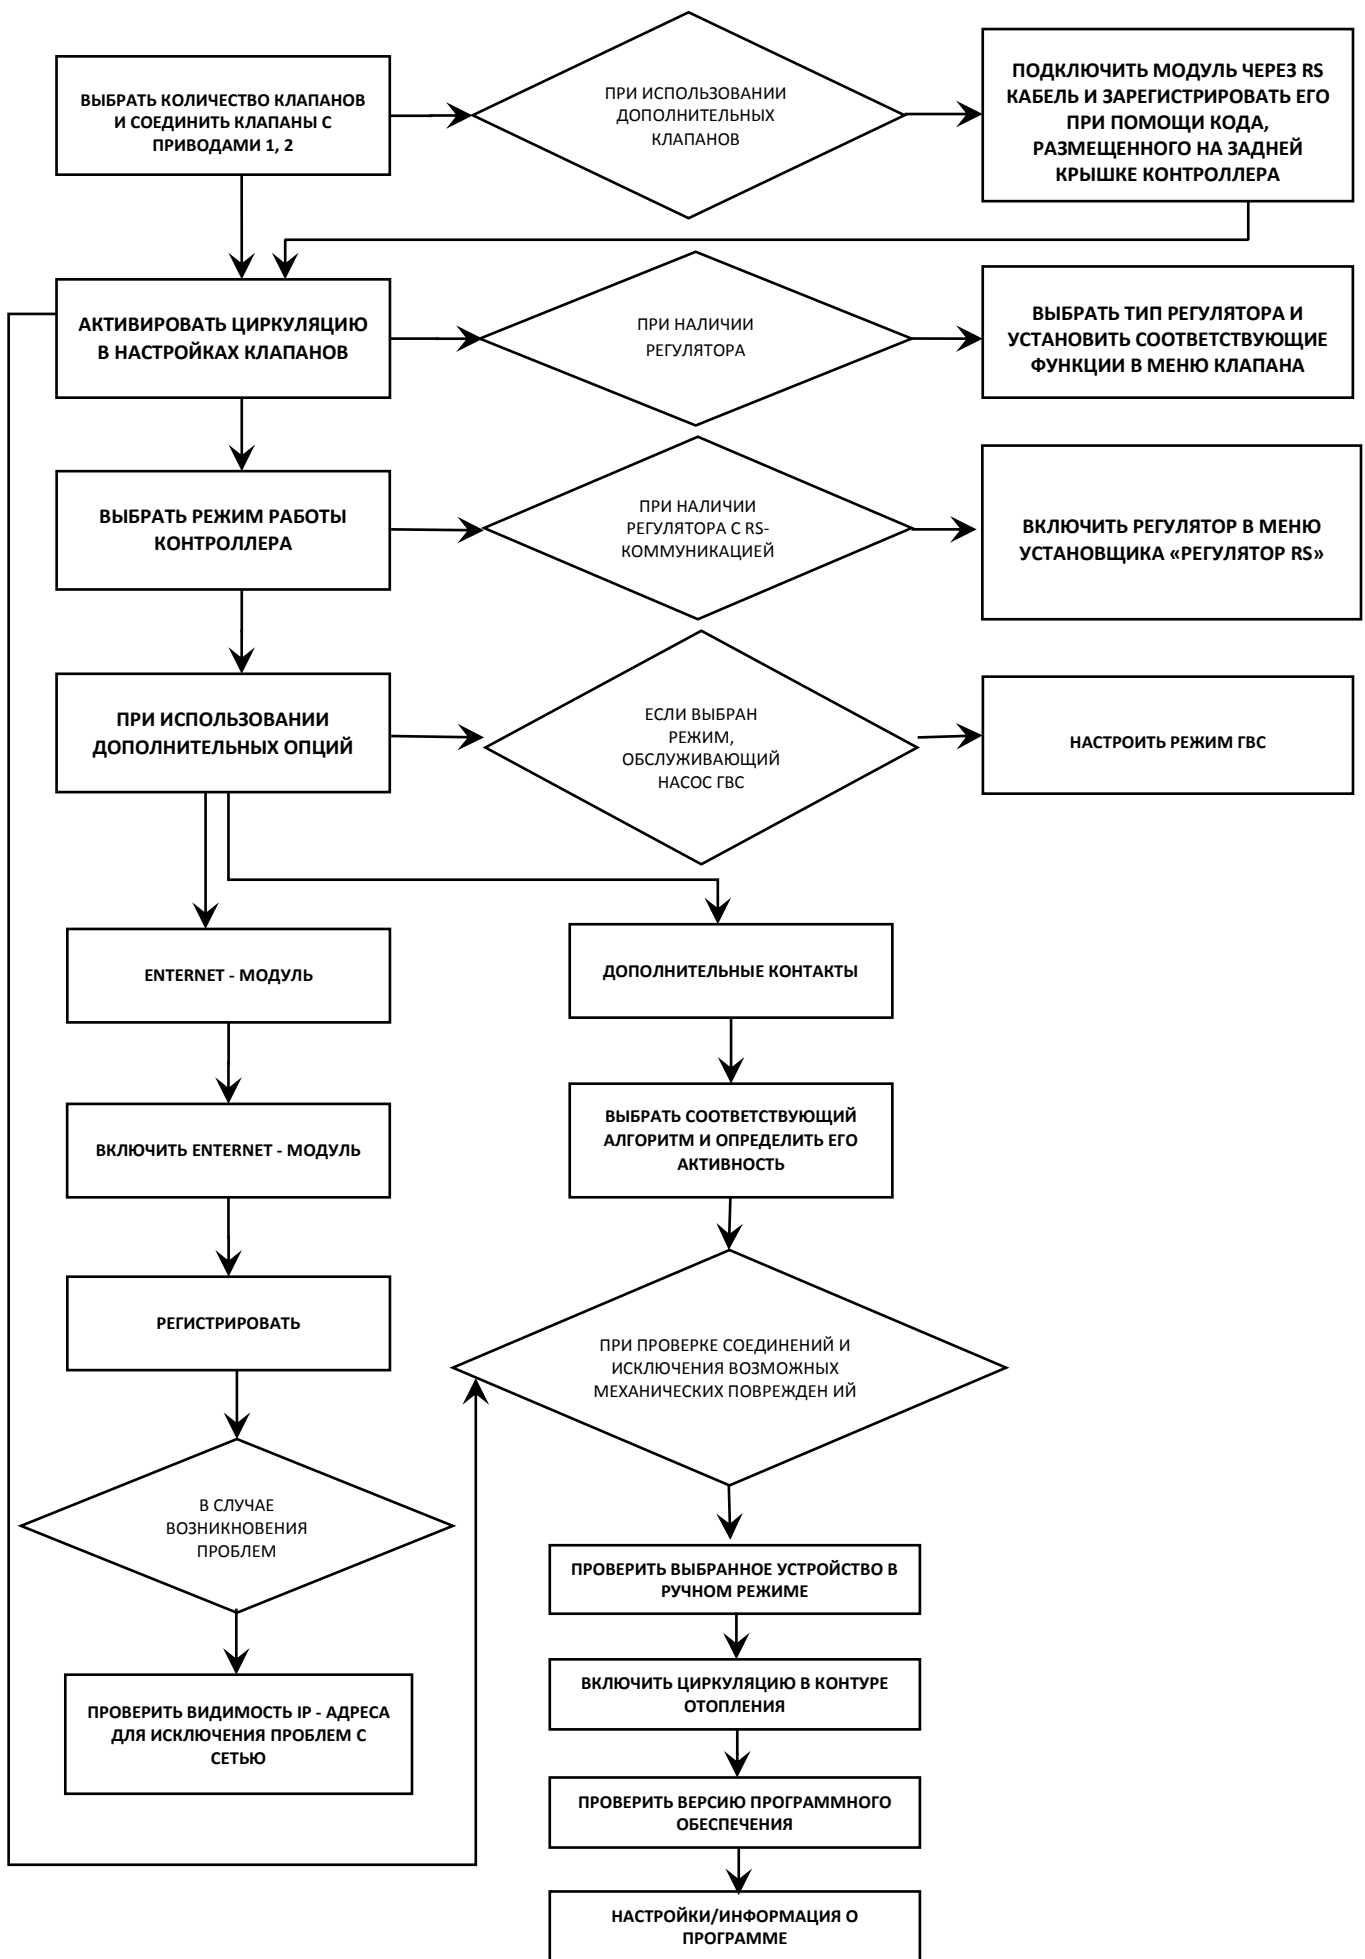 ВЫБРАТЬ КОЛИЧЕСТВО КЛАПАНОВ
И СОЕДИНИТЬ КЛАПАНЫ С
ПРИВОДАМИ 1, 2
ПРИ ИСПОЛЬЗОВАНИИ
ДОПОЛНИТЕЛЬНЫХ
КЛАПАНОВ
ПОДКЛЮЧИТЬ МОДУЛЬ ЧЕРЕЗ RS
КАБЕЛЬ И ЗАРЕГИСТРИРОВАТЬ ЕГО
ПРИ ПОМОЩИ КОДА,
РАЗМЕЩЕННОГО НА ЗАДНЕЙ
КРЫШКЕ КОНТРОЛЛЕРА
АКТИВИРОВАТЬ ЦИРКУЛЯЦИЮ
В НАСТРОЙКАХ КЛАПАНОВ
ПРИ НАЛИЧИИ
РЕГУЛЯТОРА
ВЫБРАТЬ ТИП РЕГУЛЯТОРА И
УСТАНОВИТЬ СООТВЕТСТВУЮЩИЕ
ФУНКЦИИ В МЕНЮ КЛАПАНА
ВЫБРАТЬ РЕЖИМ РАБОТЫ
КОНТРОЛЛЕРА
ПРИ НАЛИЧИИ
РЕГУЛЯТОРА С RS-
КОММУНИКАЦИЕЙ
ВКЛЮЧИТЬ РЕГУЛЯТОР В МЕНЮ
УСТАНОВЩИКА «РЕГУЛЯТОР RS»
ПРИ ИСПОЛЬЗОВАНИИ
ДОПОЛНИТЕЛЬНЫХ ОПЦИЙ
ЕСЛИ ВЫБРАН
РЕЖИМ,
ОБСЛУЖИВАЮЩИЙ
НАСОС ГВС
НАСТРОИТЬ РЕЖИМ ГВС
ENTERNET - МОДУЛЬ
ДОПОЛНИТЕЛЬНЫЕ КОНТАКТЫ
ВКЛЮЧИТЬ ENTERNET - МОДУЛЬ
ВЫБРАТЬ СООТВЕТСТВУЮЩИЙ
АЛГОРИТМ И ОПРЕДЕЛИТЬ ЕГО
АКТИВНОСТЬ
РЕГИСТРИРОВАТЬ
ПРИ ПРОВЕРКЕ СОЕДИНЕНИЙ И
ИСКЛЮЧЕНИЯ ВОЗМОЖНЫХ
МЕХАНИЧЕСКИХ ПОВРЕЖДЕН ИЙ
В СЛУЧАЕ
ВОЗНИКНОВЕНИЯ
ПРОБЛЕМ
ПРОВЕРИТЬ ВИДИМОСТЬ IP - АДРЕСА
ДЛЯ ИСКЛЮЧЕНИЯ ПРОБЛЕМ С
СЕТЬЮ
ПРОВЕРИТЬ ВЫБРАННОЕ УСТРОЙСТВО В
РУЧНОМ РЕЖИМЕ
ВКЛЮЧИТЬ ЦИРКУЛЯЦИЮ В КОНТУРЕ
ОТОПЛЕНИЯ
ПРОВЕРИТЬ ВЕРСИЮ ПРОГРАММНОГО
ОБЕСПЕЧЕНИЯ
НАСТРОЙКИ/ИНФОРМАЦИЯ О
ПРОГРАММЕ